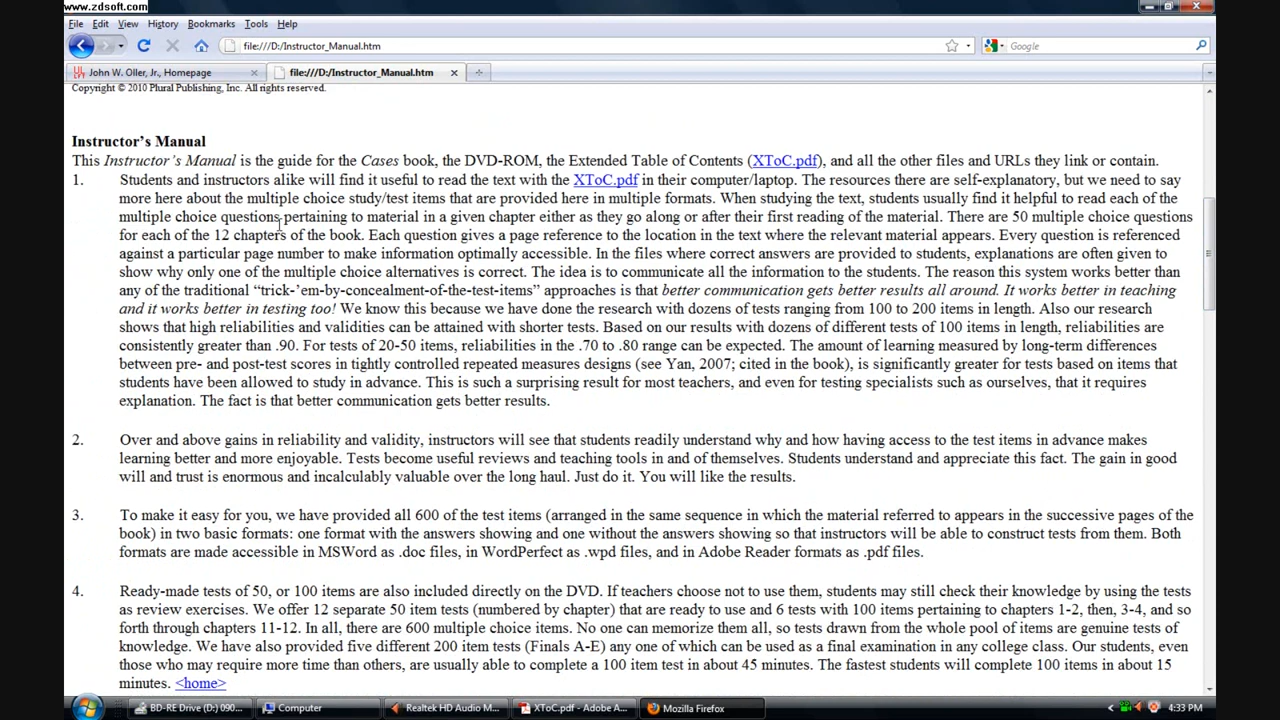 www.zdsoft.com
File Edit View History Bookmarks Tools Help
file:///D:/Instructor_Manual.htm
Google
John W. Oller, Jr., Homepage
file:///D:/Instructor_Manual.htm
Copyright © 2010 Plural Publishing, Inc. All rights reserved.
Instructor's Manual
This Instructor's Manual is the guide for the Cases book, the DVD-ROM, the Extended Table of Contents (XToC.pdf), and all the other files and URLs they link or contain.
1. Students and instructors alike will find it useful to read the text with the XToC.pdf in their computer/laptop. The resources there are self-explanatory, but we need to say
more here about the multiple choice study/test items that are provided here in multiple formats. When studying the text, students usually find it helpful to read each of the
multiple choice questions pertaining to material in a given chapter either as they go along or after their first reading of the material. There are 50 multiple choice questions
for each of the 12 chapters of the book. Each question gives a page reference to the location in the text where the relevant material appears. Every question is referenced
against a particular page number to make information optimally accessible. In the files where correct answers are provided to students, explanations are often given to
show why only one of the multiple choice alternatives is correct. The idea is to communicate all the information to the students. The reason this system works better than
any of the traditional “trick-’em-by-concealment-of-the-test-items” approaches is that better communication gets better results all around. It works better in teaching
and it works better in testing too! We know this because we have done the research with dozens of tests ranging from 100 to 200 items in length. Also our research
shows that high reliabilities and validities can be attained with shorter tests. Based on our results with dozens of different tests of 100 items in length, reliabilities are
consistently greater than .90. For tests of 20-50 items, reliabilities in the .70 to .80 range can be expected. The amount of learning measured by long-term differences
between pre- and post-test scores in tightly controlled repeated measures designs (see Yan, 2007; cited in the book), is significantly greater for tests based on items that
students have been allowed to study in advance. This is such a surprising result for most teachers, and even for testing specialists such as ourselves, that it requires
explanation. The fact is that better communication gets better results.
2. Over and above gains in reliability and validity, instructors will see that students readily understand why and how having access to the test items in advance makes
learning better and more enjoyable. Tests become useful reviews and teaching tools in and of themselves. Students understand and appreciate this fact. The gain in good
will and trust is enormous and incalculably valuable over the long haul. Just do it. You will like the results.
3. To make it easy for you, we have provided all 600 of the test items (arranged in the same sequence in which the material referred to appears in the successive pages of the
book) in two basic formats: one format with the answers showing and one without the answers showing so that instructors will be able to construct tests from them. Both
formats are made accessible in MSWord as .doc files, in WordPerfect as .wpd files, and in Adobe Reader formats as .pdf files.
4. Ready-made tests of 50, or 100 items are also included directly on the DVD. If teachers choose not to use them, students may still check their knowledge by using the tests
as review exercises. We offer 12 separate 50 item tests (numbered by chapter) that are ready to use and 6 tests with 100 items pertaining to chapters 1-2, then, 3-4, and so
forth through chapters 11-12. In all, there are 600 multiple choice items. No one can memorize them all, so tests drawn from the whole pool of items are genuine tests of
knowledge. We have also provided five different 200 item tests (Finals A-E) any one of which can be used as a final examination in any college class. Our students, even
those who may require more time than others, are usually able to complete a 100 item test in about 45 minutes. The fastest students will complete 100 items in about 15
minutes. <home>
BD-RE Drive (D:) 090... Computer Realtek HD Audio M... XToC.pdf - Adobe A... Mozilla Firefox 4:33 PM